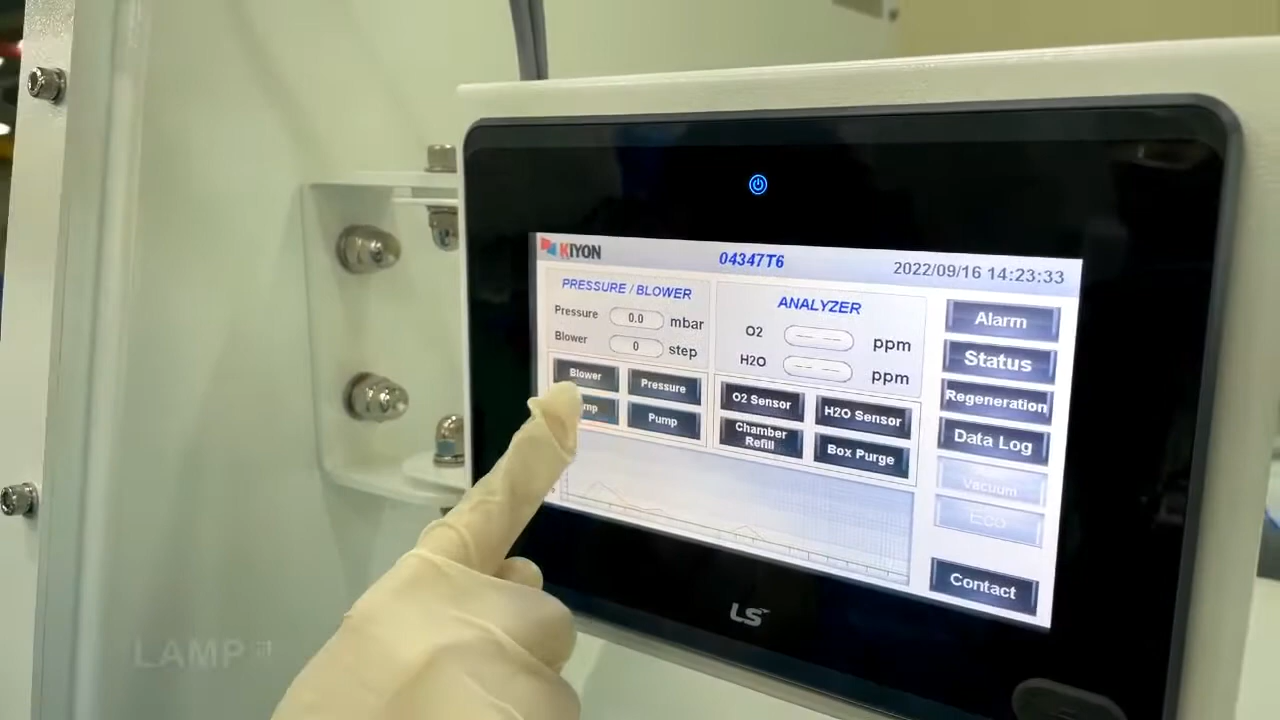 KIYON
04347T6
2022/09/16 14:23:33
PRESSURE / BLOWER
Pressure 0.0 mbar
Blower 0 step
Blower
Pressure
mp
Pump
ANALYZER
O2 ppm
H2O ppm
O2 Sensor
H2O Sensor
Chamber
Refill
Box Purge
Alarm
Status
Regeneration
Data Log
Vacuum
Eco
Contact
LS
LAMP